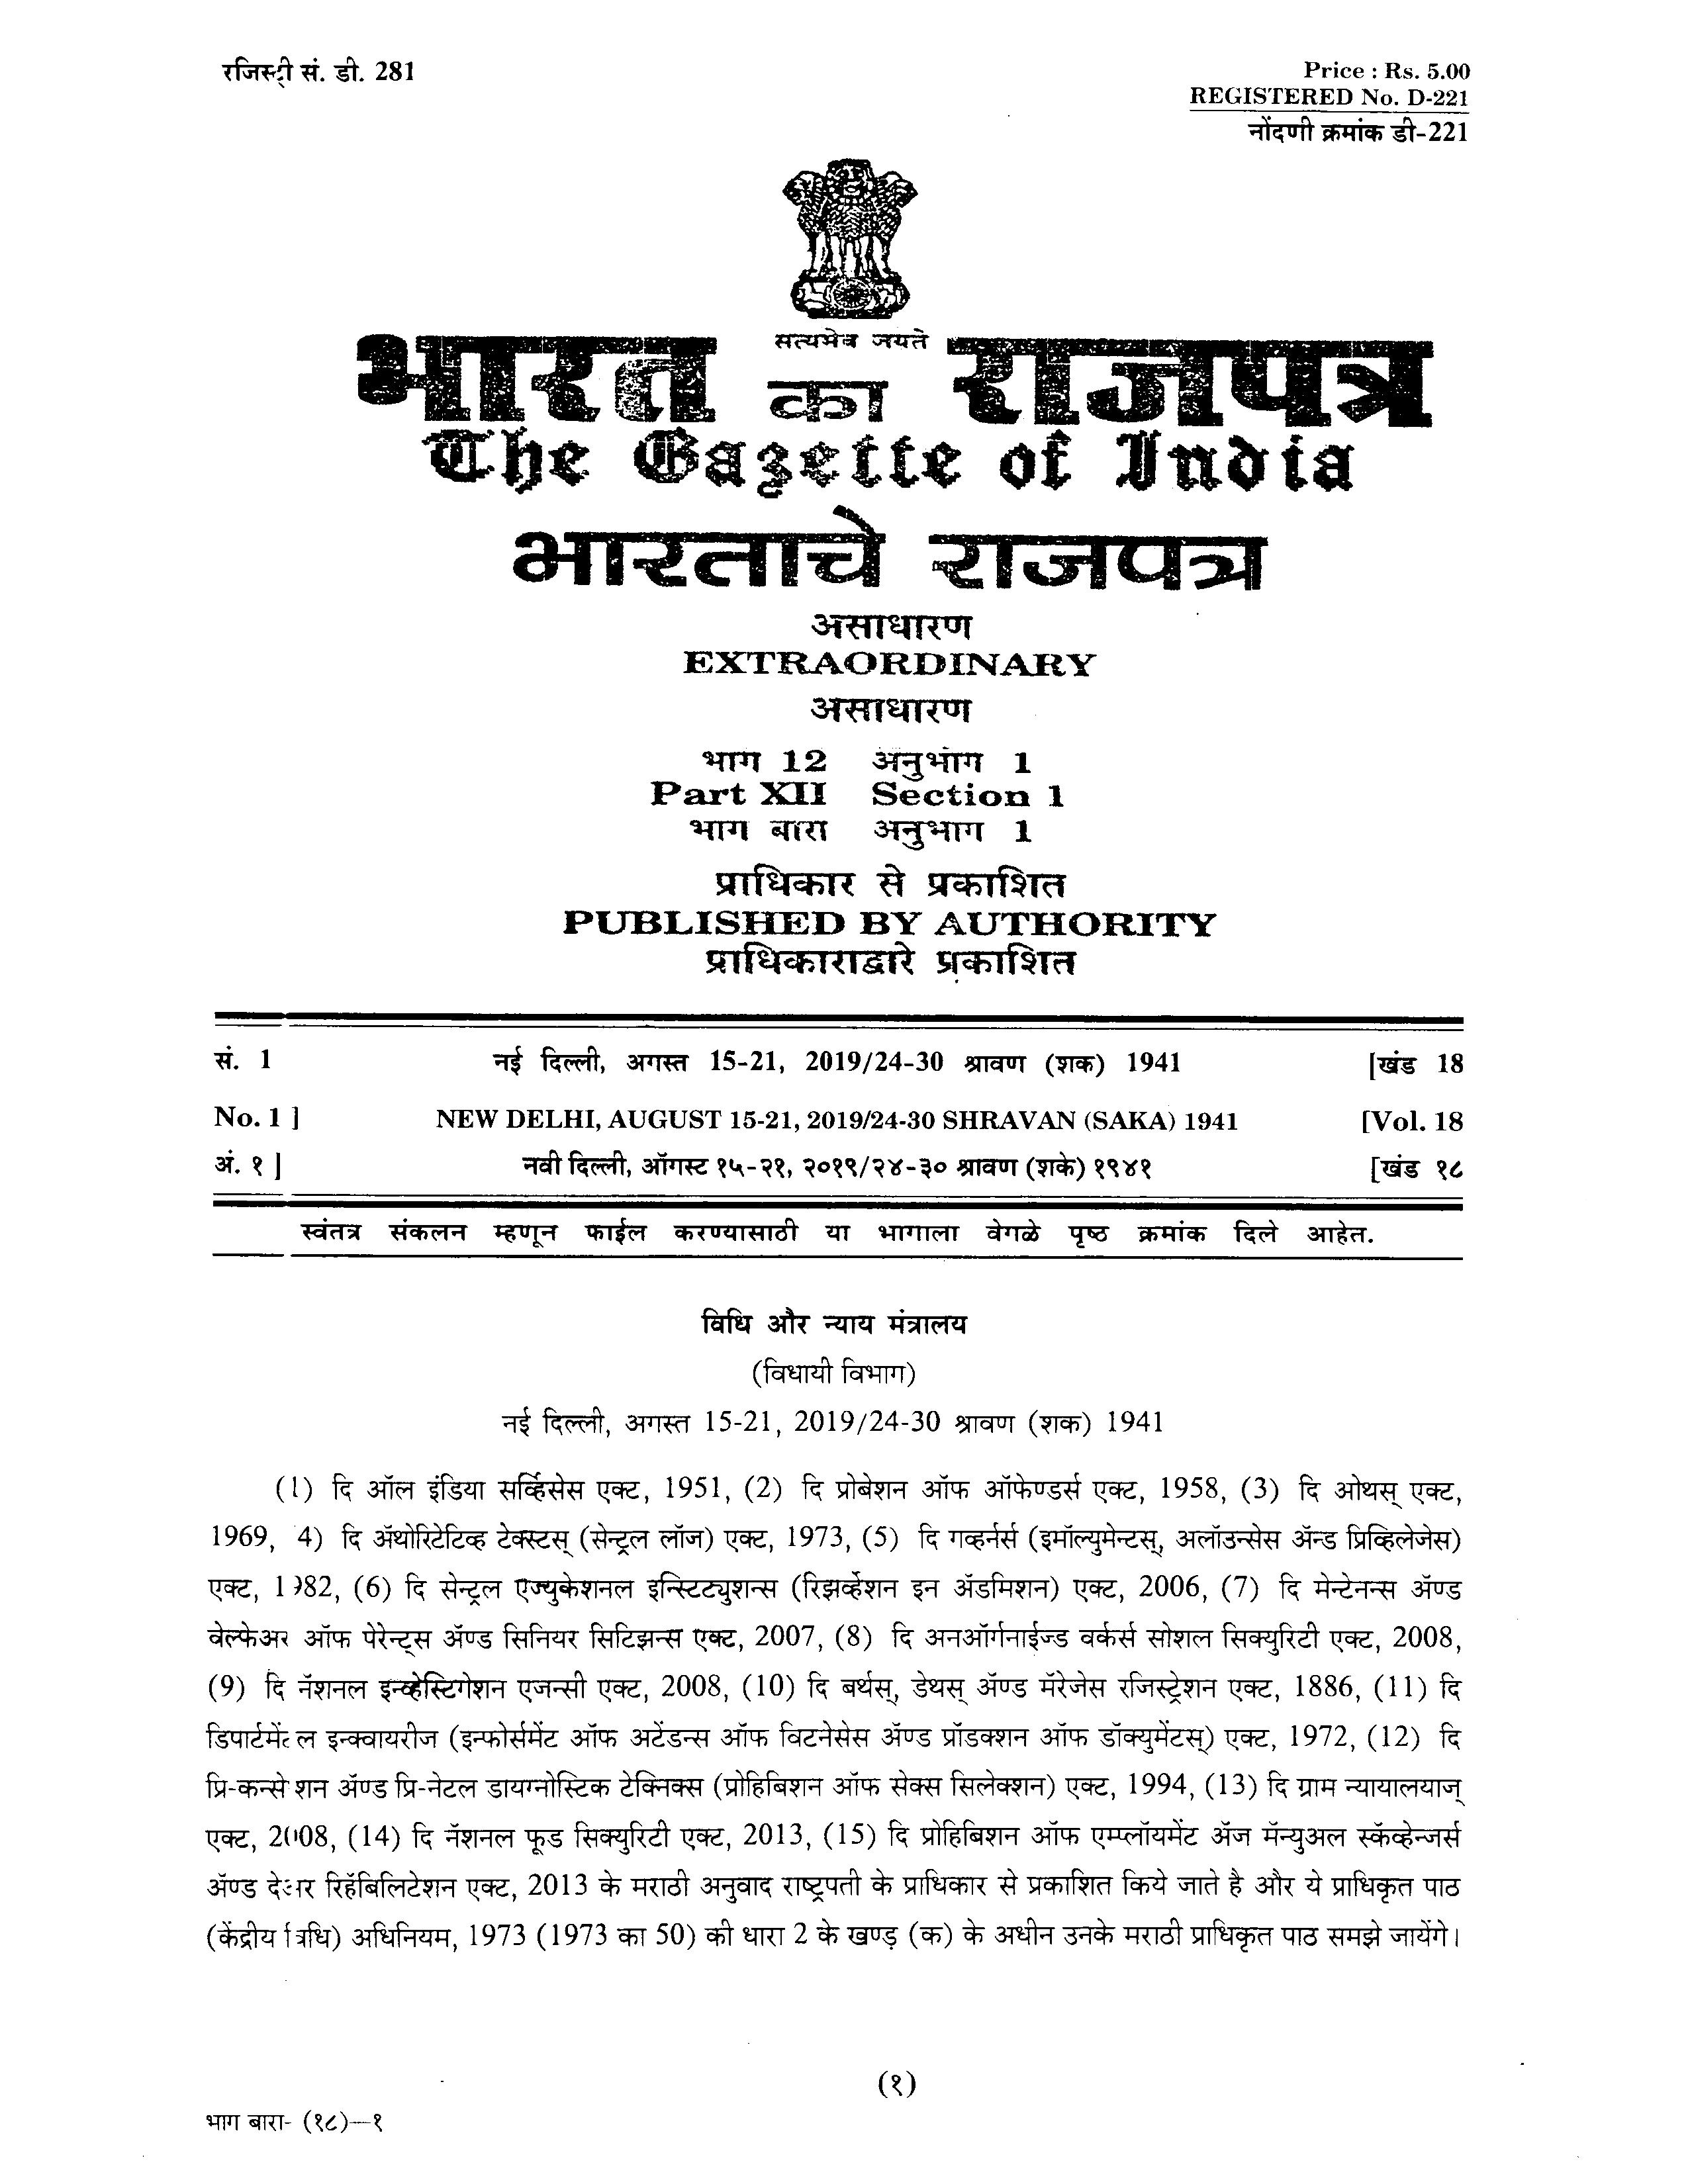 रजिस्ट्री सं. डी. 281
Price : Rs. 5.00
REGISTERED No. D-221
नोंदणी क्रमांक डी-221
सत्यमेव जयते
भारत का राजपत्र
The Gazette of India
भारताचे राजपत्र
असाधारण
EXTRAORDINARY
असाधारण
भाग 12 अनुभाग 1
Part XII Section 1
भाग बारा अनुभाग 1
प्राधिकार से प्रकाशित
PUBLISHED BY AUTHORITY
प्राधिकाराद्वारे प्रकाशित
सं. 1 नई दिल्ली, अगस्त 15-21, 2019/24-30 श्रावण (शक) 1941 [खंड 18
No. 1 ] NEW DELHI, AUGUST 15-21, 2019/24-30 SHRAVAN (SAKA) 1941 [Vol. 18
अं. १ ] नवी दिल्ली, ऑगस्ट १५-२१, २०१९/२४-३० श्रावण (शके) १९४१ [खंड १८
स्वंतत्र संकलन म्हणून फाईल करण्यासाठी या भागाला वेगळे पृष्ठ क्रमांक दिले आहेत.
विधि और न्याय मंत्रालय
(विधायी विभाग)
नई दिल्ली, अगस्त 15-21, 2019/24-30 श्रावण (शक) 1941
(1) दि ऑल इंडिया सर्व्हिसेस एक्ट, 1951, (2) दि प्रोबेशन ऑफ ऑफेण्डर्स एक्ट, 1958, (3) दि ओथस् एक्ट,
1969, 4) दि ॲथोरिटेटिव्ह टेक्स्टस् (सेन्ट्रल लॉज) एक्ट, 1973, (5) दि गव्हर्नर्स (इमॉल्युमेन्टस्, अलॉउन्सेस ॲन्ड प्रिव्हिलेजेस)
एक्ट, 1982, (6) दि सेन्ट्रल एज्युकेशनल इन्स्टिट्युशन्स (रिझर्व्हेशन इन ॲडमिशन) एक्ट, 2006, (7) दि मेन्टेनन्स ॲण्ड
वेल्फेअर ऑफ पेरेन्ट्स ॲण्ड सिनियर सिटिझन्स एक्ट, 2007, (8) दि अनऑर्गनाईज्ड वर्कर्स सोशल सिक्युरिटी एक्ट, 2008,
(9) दि नॅशनल इन्व्हेस्टिगेशन एजन्सी एक्ट, 2008, (10) दि बर्थस्, डेथस् ॲण्ड मॅरेजेस रजिस्ट्रेशन एक्ट, 1886, (11) दि
डिपार्टमेंटल इन्क्वायरीज (इन्फोर्समेंट ऑफ अटेंडन्स ऑफ विटनेसेस ॲण्ड प्रॉडक्शन ऑफ डॉक्युमेंटस्) एक्ट, 1972, (12) दि
प्रि-कन्सेप्शन ॲण्ड प्रि-नेटल डायग्नोस्टिक टेक्निक्स (प्रोहिबिशन ऑफ सेक्स सिलेक्शन) एक्ट, 1994, (13) दि ग्राम न्यायालयाज्
एक्ट, 2008, (14) दि नॅशनल फूड सिक्युरिटी एक्ट, 2013, (15) दि प्रोहिबिशन ऑफ एम्प्लॉयमेंट ॲज मॅन्युअल स्कॅव्हेन्जर्स
ॲण्ड देअर रिहॅबिलिटेशन एक्ट, 2013 के मराठी अनुवाद राष्ट्रपती के प्राधिकार से प्रकाशित किये जाते है और ये प्राधिकृत पाठ
(केंद्रीय विधि) अधिनियम, 1973 (1973 का 50) की धारा 2 के खण्ड (क) के अधीन उनके मराठी प्राधिकृत पाठ समझे जायेंगे।
(१)
भाग बारा- (१८)—१